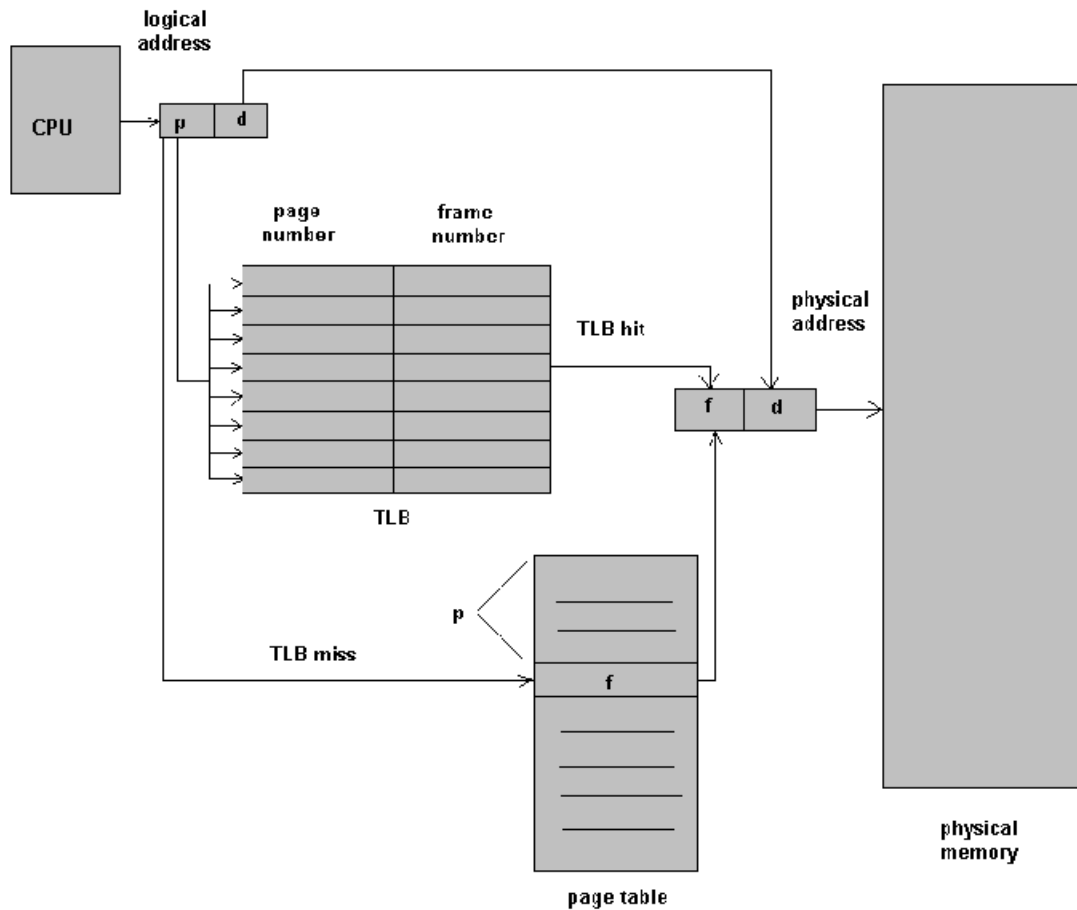 logical
address
CPU
p d
page
number
frame
number
TLB hit
physical
address
f d
TLB
p
TLB miss
f
physical
memory
page table